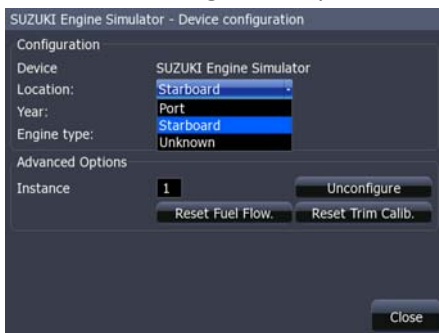 SUZUKI Engine Simulator - Device configuration
Configuration
Device SUZUKI Engine Simulator
Location: Starboard
Year: Port
Starboard
Engine type:
Unknown
Advanced Options
Instance 1 Unconfigure
Reset Fuel Flow. Reset Trim Calib.
Close